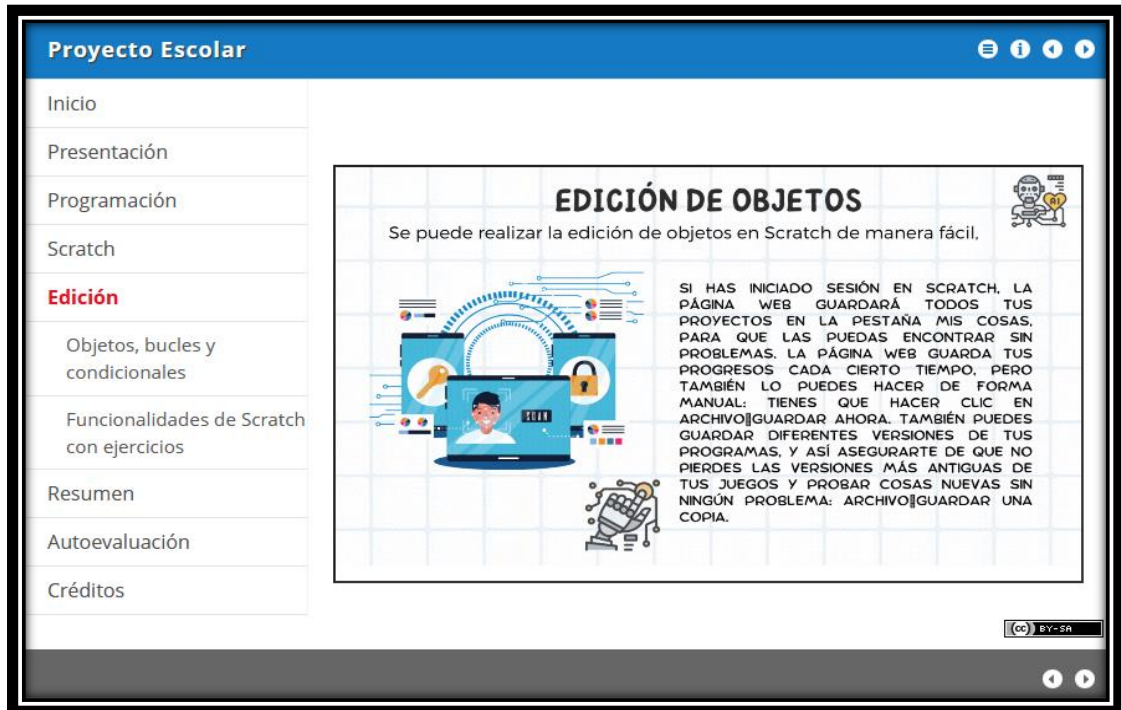 Proyecto Escolar
Inicio
Presentación
Programación
Scratch
Edición
Objetos, bucles y
condicionales
Funcionalidades de Scratch
con ejercicios
Resumen
Autoevaluación
Créditos
EDICIÓN DE OBJETOS
Se puede realizar la edición de objetos en Scratch de manera fácil,
AI
SCAN
SI HAS INICIADO SESIÓN EN SCRATCH, LA
PÁGINA WEB GUARDARÁ TODOS TUS
PROYECTOS EN LA PESTAÑA MIS COSAS,
PARA QUE LAS PUEDAS ENCONTRAR SIN
PROBLEMAS. LA PÁGINA WEB GUARDA TUS
PROGRESOS CADA CIERTO TIEMPO, PERO
TAMBIÉN LO PUEDES HACER DE FORMA
MANUAL: TIENES QUE HACER CLIC EN
ARCHIVO▯GUARDAR AHORA. TAMBIÉN PUEDES
GUARDAR DIFERENTES VERSIONES DE TUS
PROGRAMAS, Y ASÍ ASEGURARTE DE QUE NO
PIERDES LAS VERSIONES MÁS ANTIGUAS DE
TUS JUEGOS Y PROBAR COSAS NUEVAS SIN
NINGÚN PROBLEMA: ARCHIVO▯GUARDAR UNA
COPIA.
(cc) BY-SA